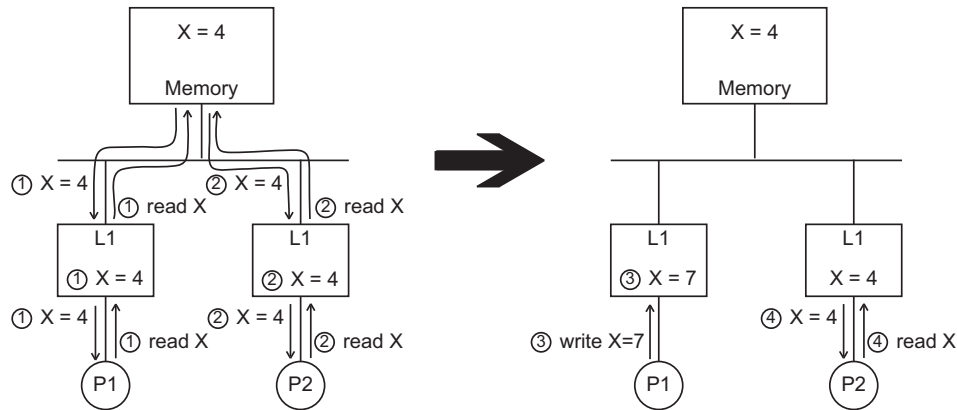 X = 4
Memory
① X = 4
② X = 4
① read X
② read X
L1
L1
① X = 4
② X = 4
① X = 4
② X = 4
① read X
② read X
P1
P2
X = 4
Memory
L1
L1
③ X = 7
X = 4
④ X = 4
③ write X=7
④ read X
P1
P2